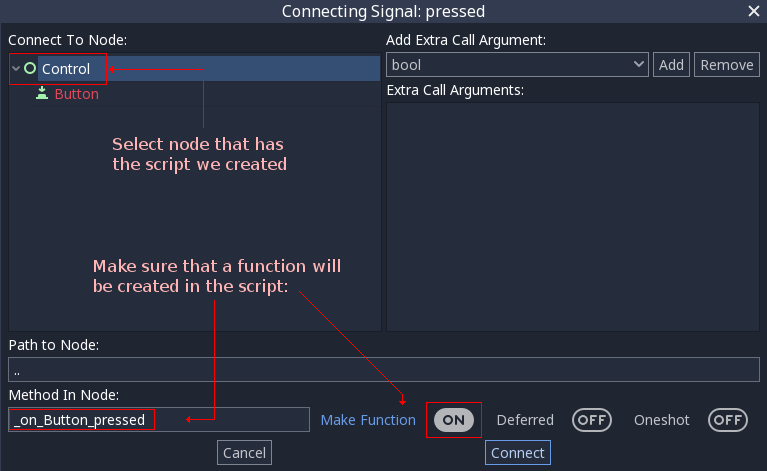 Connecting Signal: pressed
Connect To Node:
Control
Button
Select node that has
the script we created
Make sure that a function will
be created in the script:
Add Extra Call Argument:
bool
Add
Remove
Extra Call Arguments:
Path to Node:
..
Method In Node:
_on_Button_pressed
Make Function
ON
Deferred
OFF
Oneshot
OFF
Cancel
Connect